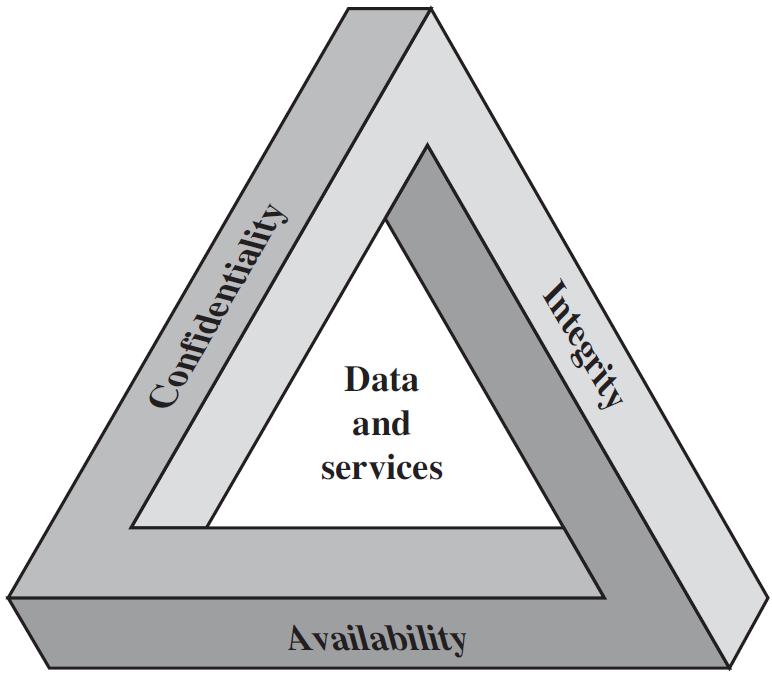 Confidentiality
Integrity
Data
and
services
Availability